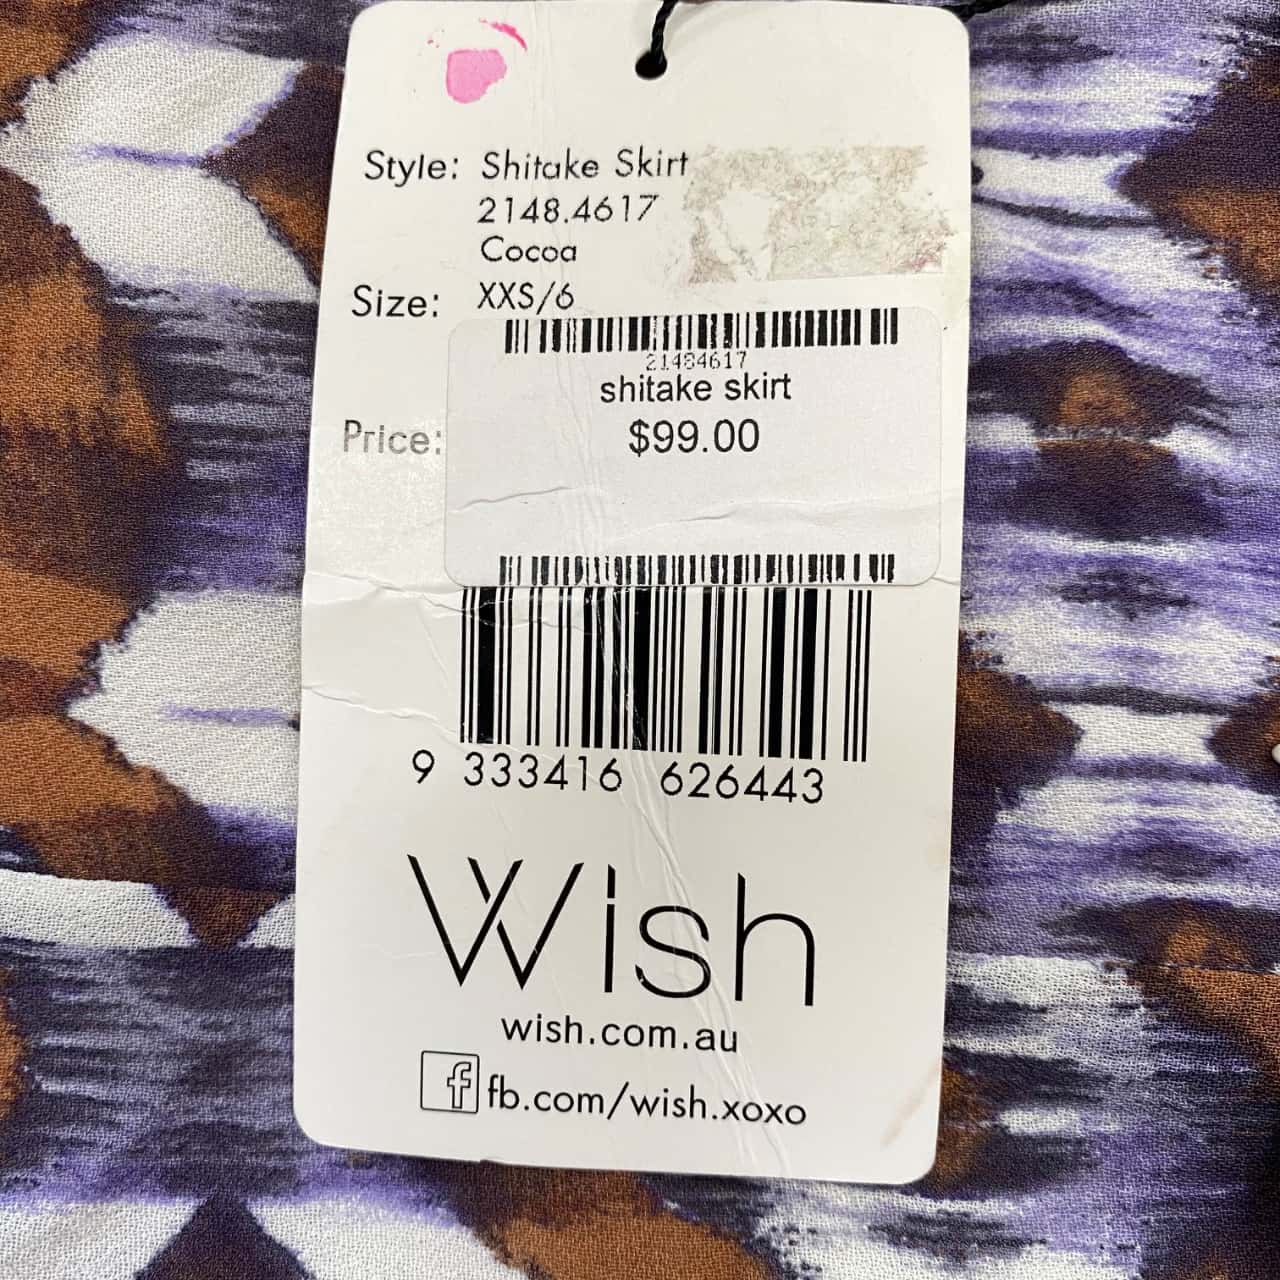 Style: Shitake Skirt
2148.4617
Cocoa
Size: XXS/6
21484617
shitake skirt
Price: $99.00
9 333416 626443
Wish
wish.com.au
f fb.com/wish.xoxo